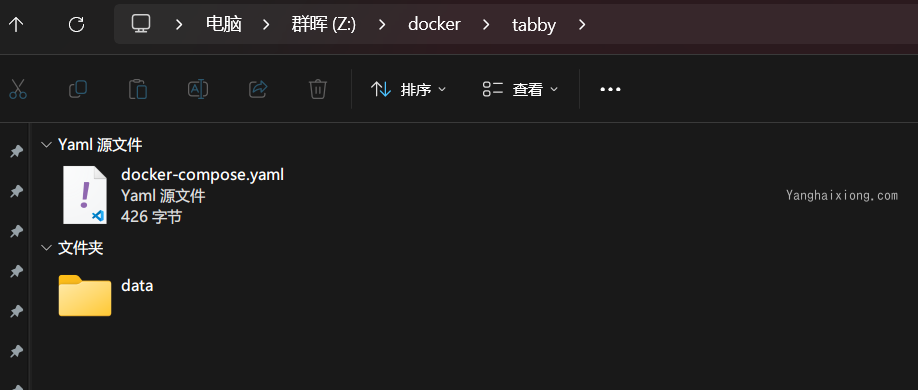 电脑 群晖 (Z:) docker tabby
排序 查看
Yaml 源文件
docker-compose.yaml
Yaml 源文件
426 字节
Yanghaixiong.com
文件夹
data